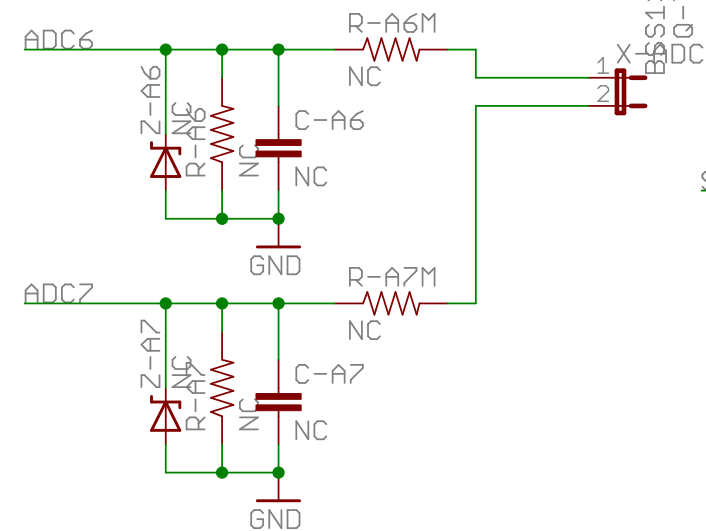 R-A6M
ADC6
NC
X-ADC
1
2
Z-A6
NC
R-A6
NC
C-A6
NC
GND
R-A7M
ADC7
NC
Z-A7
NC
R-A7
NC
C-A7
NC
GND